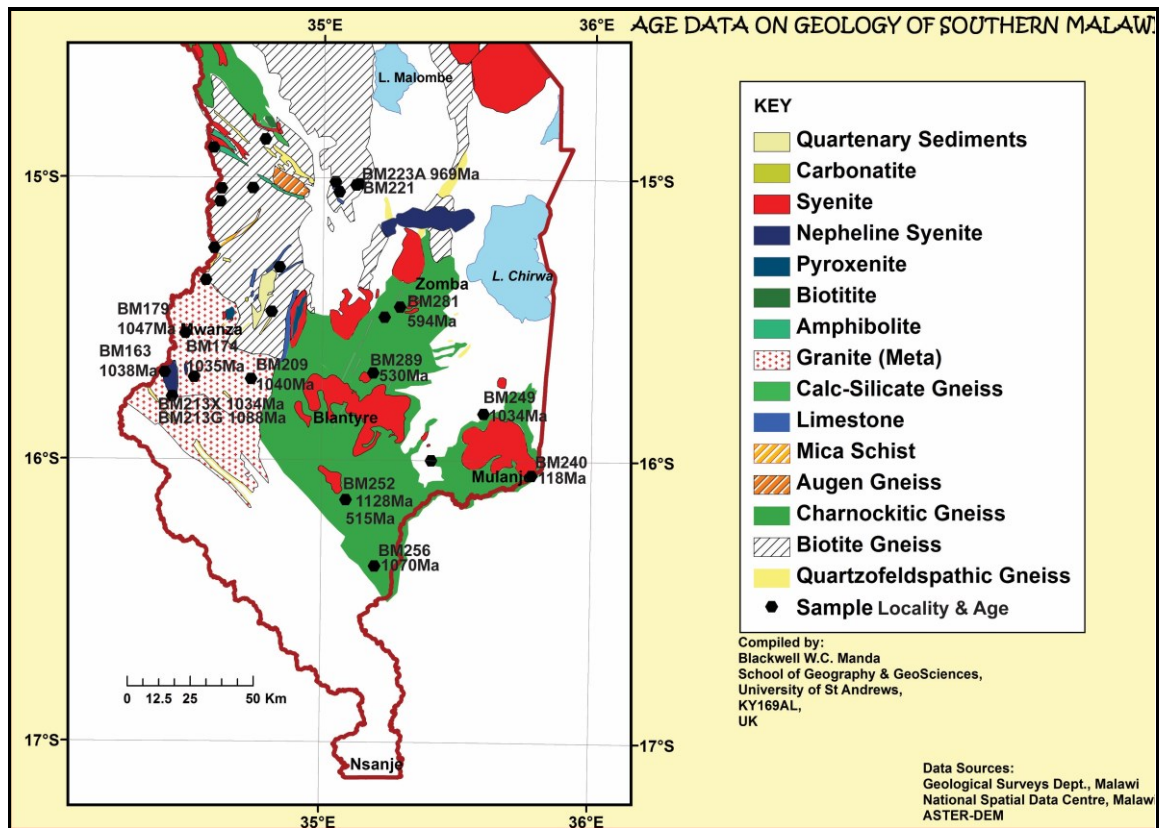 35°E
36°E
AGE DATA ON GEOLOGY OF SOUTHERN MALAWI
L. Malombe
15°S
15°S
BM223A 969Ma
BM221
L. Chirwa
Zomba
BM281
594Ma
BM179
1047Ma
Mwanza
BM163
1038Ma
BM174
1035Ma
BM209
1040Ma
BM213X 1034Ma
BM213G 1088Ma
BM289
530Ma
Blantyre
BM249
1034Ma
16°S
16°S
Mulanje
BM240
118Ma
BM252
1128Ma
515Ma
BM256
1070Ma
0 12.5 25 50 Km
17°S
17°S
Nsanje
35°E
36°E
KEY
Quartenary Sediments
Carbonatite
Syenite
Nepheline Syenite
Pyroxenite
Biotitite
Amphibolite
Granite (Meta)
Calc-Silicate Gneiss
Limestone
Mica Schist
Augen Gneiss
Charnockitic Gneiss
Biotite Gneiss
Quartzofeldspathic Gneiss
Sample Locality & Age
Compiled by:
Blackwell W.C. Manda
School of Geography & GeoSciences,
University of St Andrews,
KY169AL,
UK
Data Sources:
Geological Surveys Dept., Malawi
National Spatial Data Centre, Malawi
ASTER-DEM